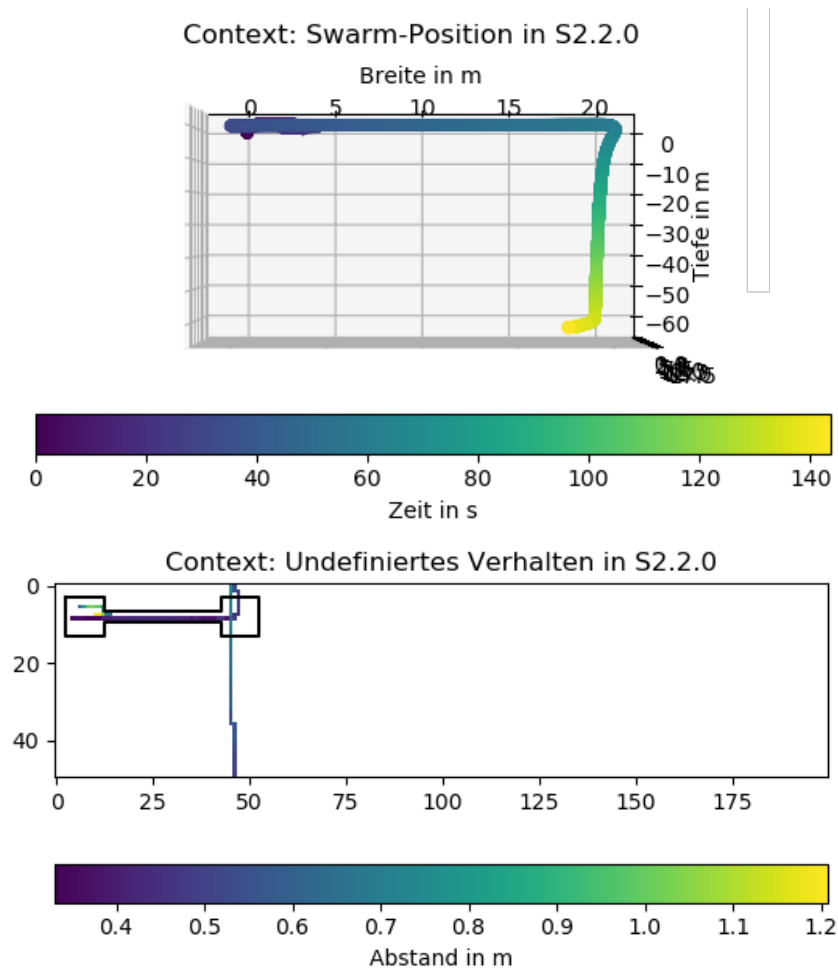 Context: Swarm-Position in S2.2.0
Breite in m
0 5 10 15 20
0
−10
−20
−30
−40
−50
−60
Tiefe in m
0 20 40 60 80 100 120 140
Zeit in s
Context: Undefiniertes Verhalten in S2.2.0
0
20
40
0 25 50 75 100 125 150 175
0.4 0.5 0.6 0.7 0.8 0.9 1.0 1.1 1.2
Abstand in m